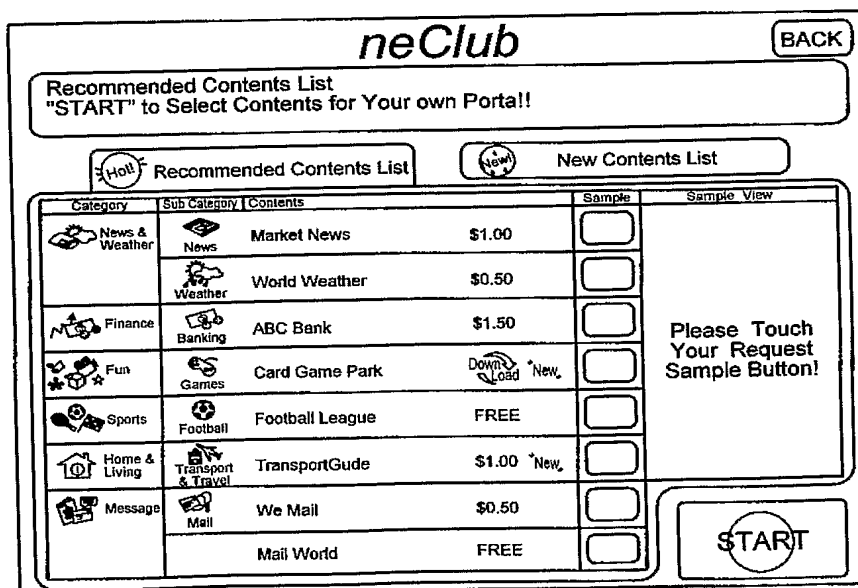 neClub
BACK
Recommended Contents List
"START" to Select Contents for Your own Porta!!
Hot!
Recommended Contents List
New!
New Contents List
Category Sub Category Contents Sample Sample View
News & Weather News Market News $1.00
Weather World Weather $0.50
Finance Banking ABC Bank $1.50
Fun Games Card Game Park Down Load "New"
Sports Football Football League FREE
Home & Living Transport & Travel TransportGude $1.00 "New"
Message Mail We Mail $0.50
Mail World FREE
Please Touch
Your Request
Sample Button!
START